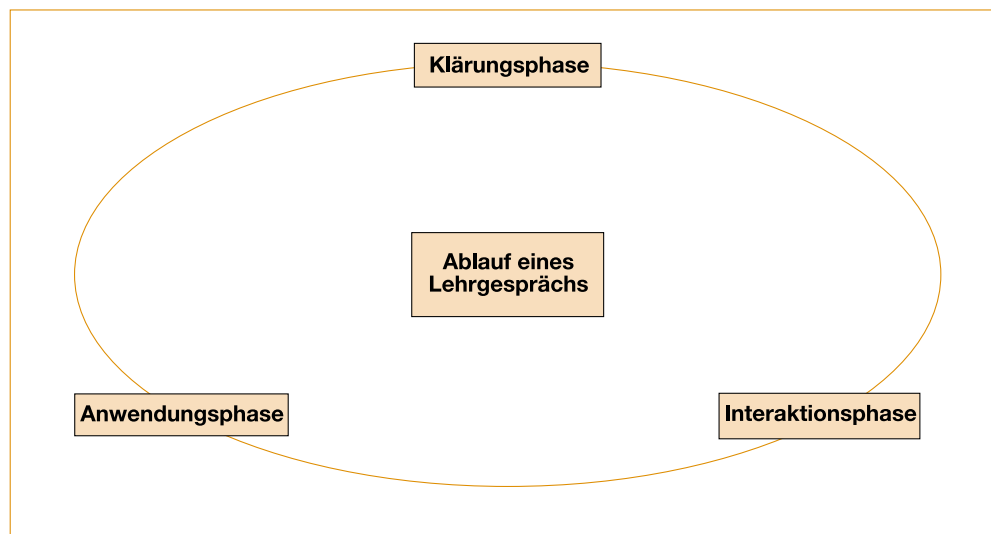 Klärungsphase
Ablauf eines
Lehrgesprächs
Anwendungsphase
Interaktionsphase